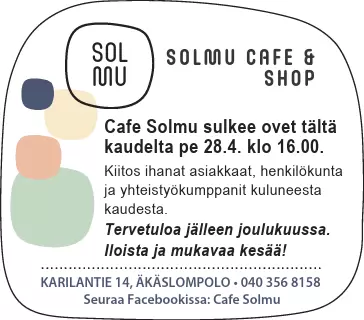 SOL
MU
SOLMU CAFE &
SHOP
Cafe Solmu sulkee ovet tältä
kaudelta pe 28.4. klo 16.00.
Kiitos ihanat asiakkaat, henkilökunta
ja yhteistyökumppanit kuluneesta
kaudesta.
Tervetuloa jälleen joulukuussa.
Iloista ja mukavaa kesää!
KARILANTIE 14, ÄKÄSLOMPOLO • 040 356 8158
Seuraa Facebookissa: Cafe Solmu